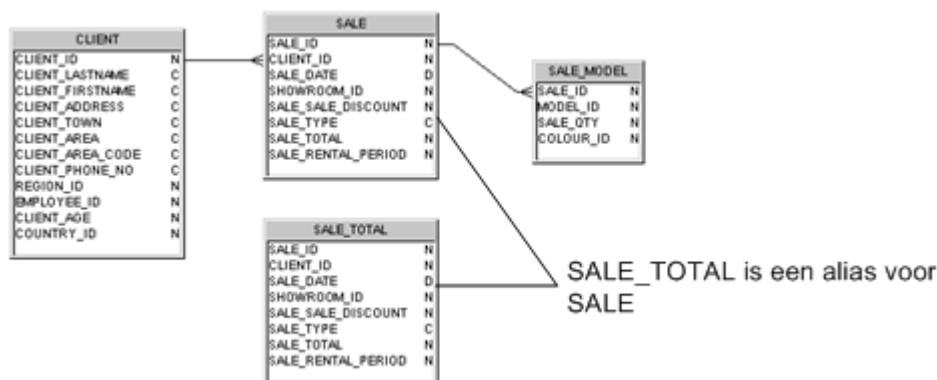 CLIENT
CLIENT_ID N
CLIENT_LASTNAME C
CLIENT_FIRSTNAME C
CLIENT_ADDRESS C
CLIENT_TOWN C
CLIENT_AREA C
CLIENT_AREA_CODE C
CLIENT_PHONE_NO C
REGION_ID N
EMPLOYEE_ID N
CLIENT_AGE N
COUNTRY_ID N
SALE
SALE_ID N
CLIENT_ID N
SALE_DATE D
SHOWROOM_ID N
SALE_SALE_DISCOUNT N
SALE_TYPE C
SALE_TOTAL N
SALE_RENTAL_PERIOD N
SALE_MODEL
SALE_ID N
MODEL_ID N
SALE_QTY N
COLOUR_ID N
SALE_TOTAL
SALE_ID N
CLIENT_ID N
SALE_DATE D
SHOWROOM_ID N
SALE_SALE_DISCOUNT N
SALE_TYPE C
SALE_TOTAL N
SALE_RENTAL_PERIOD N
SALE_TOTAL is een alias voor
SALE